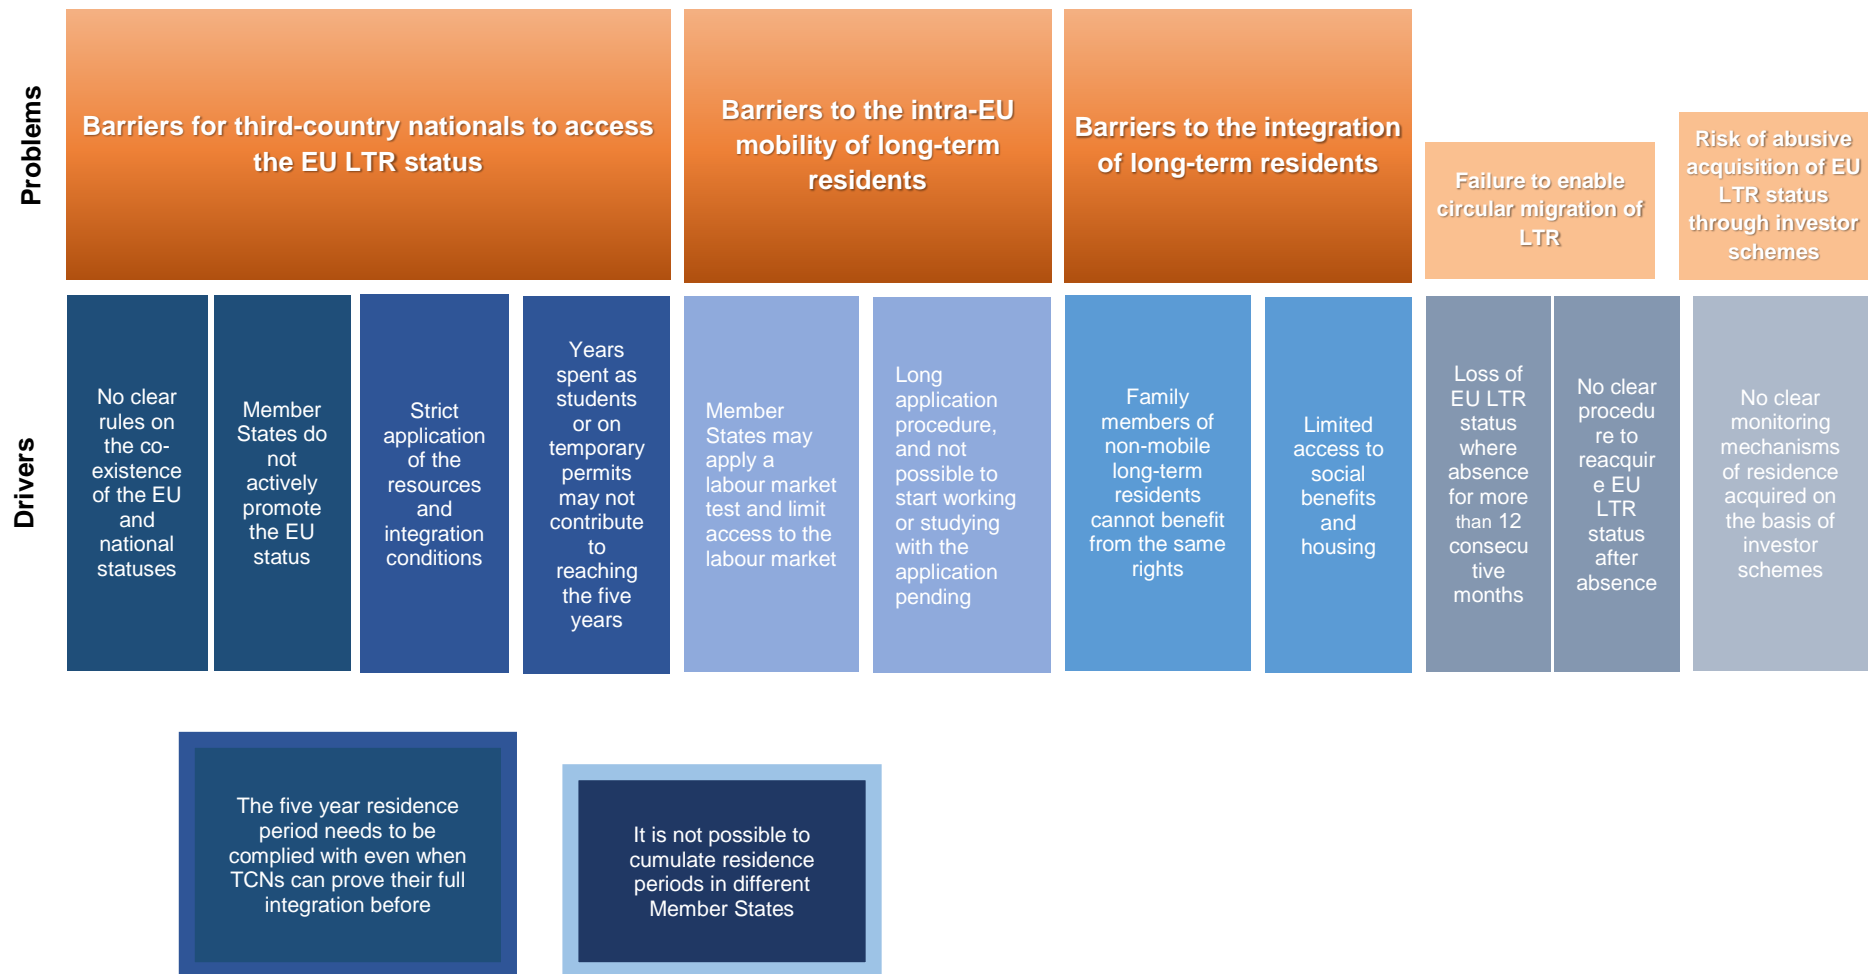 Problems
Barriers for third-country nationals to access
the EU LTR status
Barriers to the intra-EU
mobility of long-term
residents
Barriers to the integration
of long-term residents
Failure to enable
circular migration of
LTR
Risk of abusive
acquisition of EU
LTR status
through investor
schemes
Drivers
No clear
rules on
the co-
existence
of the EU
and
national
statuses
Member
States do
not
actively
promote
the EU
status
Strict
application
of the
resources
and
integration
conditions
Years
spent as
students
or on
temporary
permits
may not
contribute
to
reaching
the five
years
Member
States may
apply a
labour market
test and limit
access to the
labour market
Long
application
procedure,
and not
possible to
start working
or studying
with the
application
pending
Family
members of
non-mobile
long-term
residents
cannot benefit
from the same
rights
Limited
access to
social
benefits
and
housing
Loss of
EU LTR
status
where
absence
for more
than 12
consecu
tive
months
No clear
procedu
re to
reacquir
e EU
LTR
status
after
absence
No clear
monitoring
mechanisms
of residence
acquired on
the basis of
investor
schemes
The five year residence
period needs to be
complied with even when
TCNs can prove their full
integration before
It is not possible to
cumulate residence
periods in different
Member States